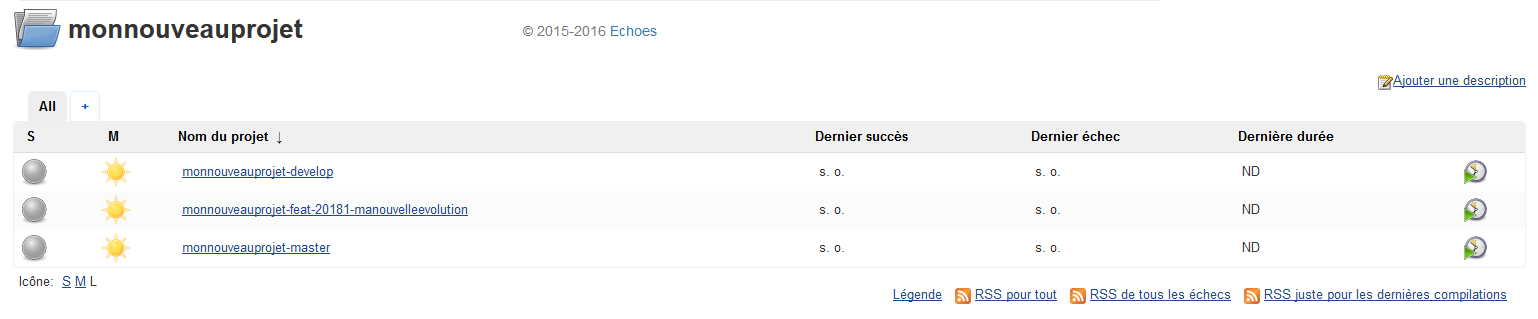 monnouveauprojet
© 2015-2016 Echoes
Ajouter une description
All +
S M Nom du projet ↓ Dernier succès Dernier échec Dernière durée
monnouveauprojet-develop s. o. s. o. ND
monnouveauprojet-feat-20181-manouvelleevolution s. o. s. o. ND
monnouveauprojet-master s. o. s. o. ND
Icône: S M L
Légende RSS pour tout RSS de tous les échecs RSS juste pour les dernières compilations